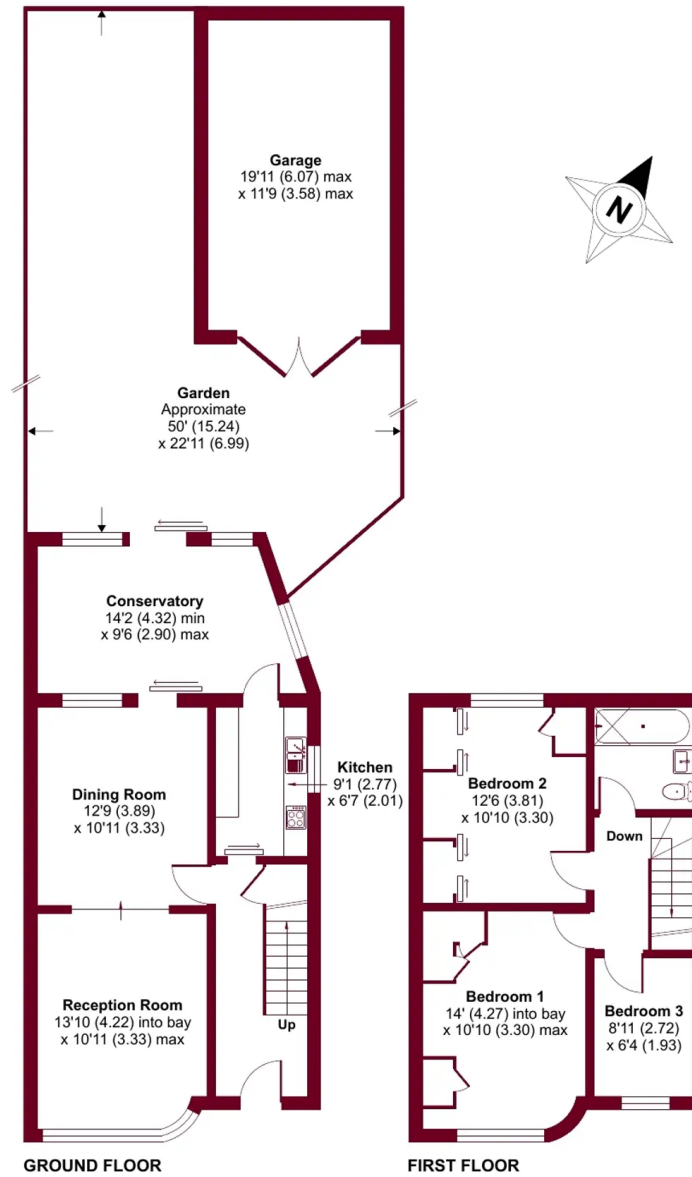 Garage
19'11 (6.07) max
x 11'9 (3.58) max
N
Garden
Approximate
50' (15.24)
x 22'11 (6.99)
Conservatory
14'2 (4.32) min
x 9'6 (2.90) max
Dining Room
12'9 (3.89)
x 10'11 (3.33)
Kitchen
9'1 (2.77)
x 6'7 (2.01)
Reception Room
13'10 (4.22) into bay
x 10'11 (3.33) max
Up
GROUND FLOOR
Bedroom 2
12'6 (3.81)
x 10'10 (3.30)
Down
Bedroom 1
14' (4.27) into bay
x 10'10 (3.30) max
Bedroom 3
8'11 (2.72)
x 6'4 (1.93)
FIRST FLOOR